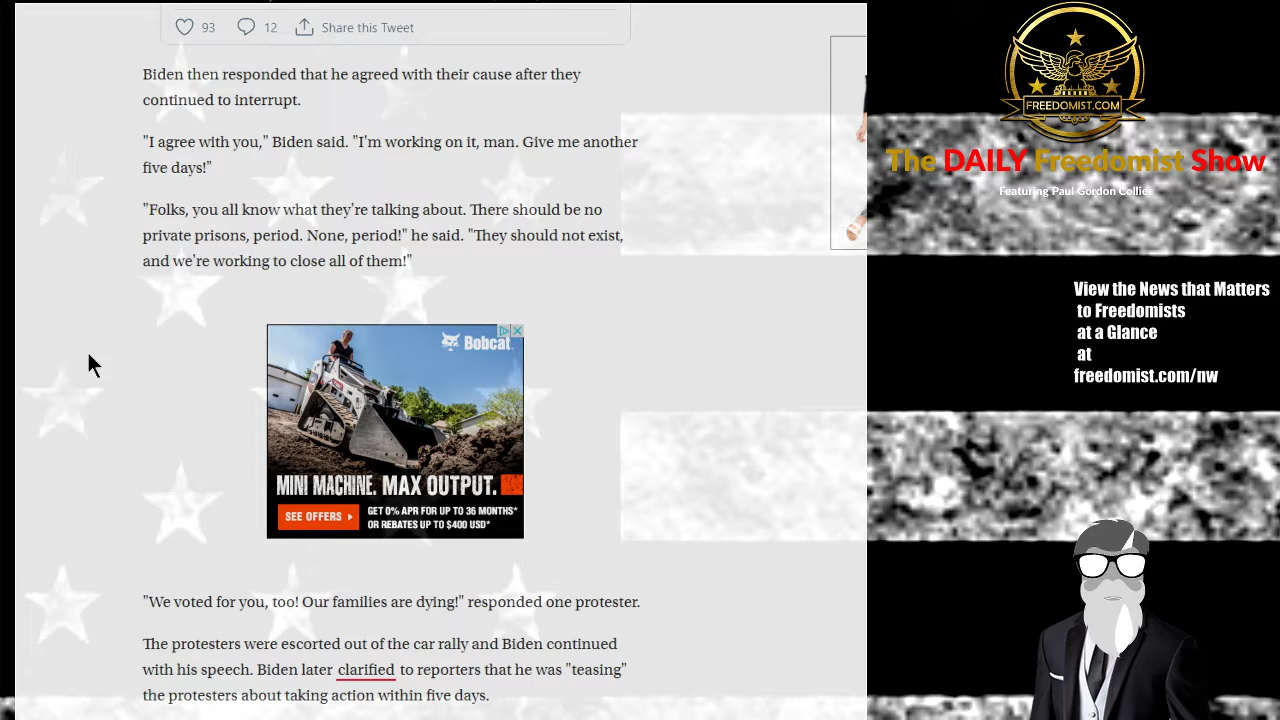 93 12 Share this Tweet
Biden then responded that he agreed with their cause after they
continued to interrupt.
"I agree with you," Biden said. "I'm working on it, man. Give me another
five days!"
"Folks, you all know what they're talking about. There should be no
private prisons, period. None, period!" he said. "They should not exist,
and we're working to close all of them!"
Bobcat
MINI MACHINE. MAX OUTPUT.
SEE OFFERS
GET 0% APR FOR UP TO 36 MONTHS*
OR REBATES UP TO $400 USD*
"We voted for you, too! Our families are dying!" responded one protester.
The protesters were escorted out of the car rally and Biden continued
with his speech. Biden later clarified to reporters that he was "teasing"
the protesters about taking action within five days.
FREEDOMIST.COM
The DAILY Freedomist Show
Featuring Paul Gordon Collie
View the News that Matters
to Freedomists
at a Glance
at
freedomist.com/nw